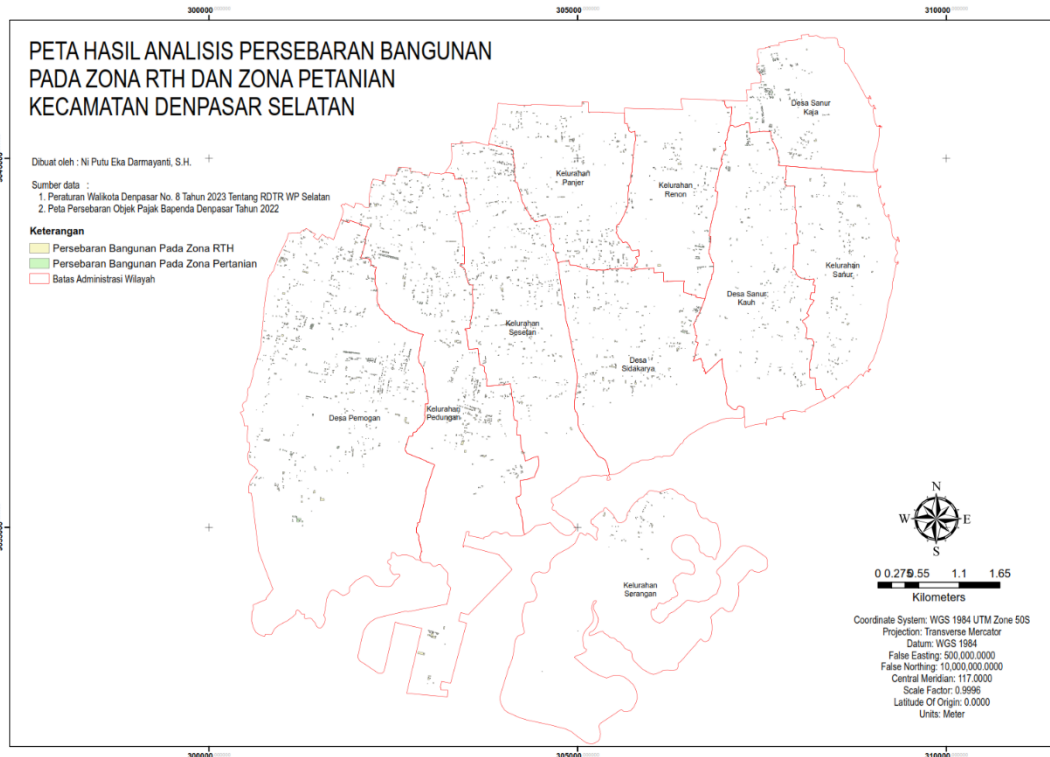 300000 305000 310000
PETA HASIL ANALISIS PERSEBARAN BANGUNAN
PADA ZONA RTH DAN ZONA PETANIAN
KECAMATAN DENPASAR SELATAN
Dibuat oleh : Ni Putu Eka Darmayanti, S.H.
Sumber data :
1. Peraturan Walikota Denpasar No. 8 Tahun 2023 Tentang RDTR WP Selatan
2. Peta Persebaran Objek Pajak Bapenda Denpasar Tahun 2022
Keterangan
Persebaran Bangunan Pada Zona RTH
Persebaran Bangunan Pada Zona Pertanian
Batas Administrasi Wilayah
Desa Sanur
Kaja
Kelurahan
Panjer
Kelurahan
Renon
Kelurahan
Sanur
Desa Sanur
Kauh
Kelurahan
Sesetan
Desa
Sidakarya
Desa Pemogan
Kelurahan
Pedungan
Kelurahan
Serangan
N
W E
S
0 0.275 0.55 1.1 1.65
Kilometers
Coordinate System: WGS 1984 UTM Zone 50S
Projection: Transverse Mercator
Datum: WGS 1984
False Easting: 500,000.0000
False Northing: 10,000,000.0000
Central Meridian: 117.0000
Scale Factor: 0.9996
Latitude Of Origin: 0.0000
Units: Meter
300000 305000 310000